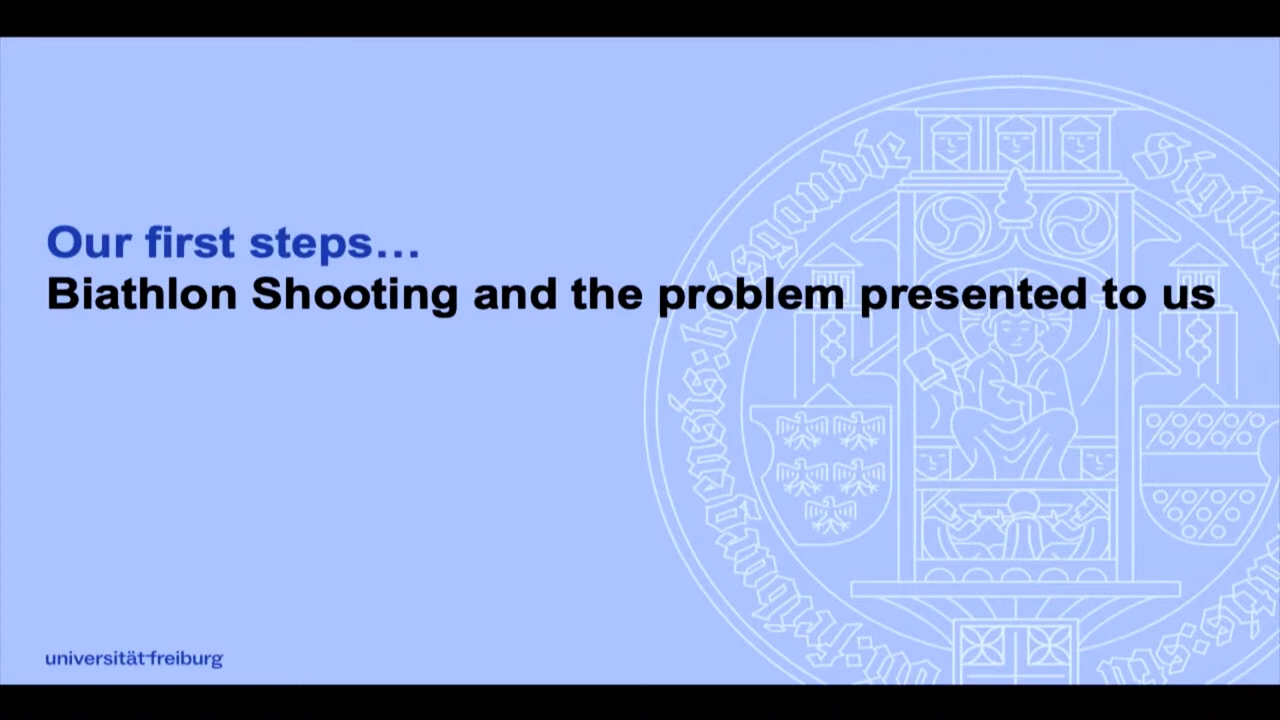 Our first steps…
Biathlon Shooting and the problem presented to us
universität freiburg